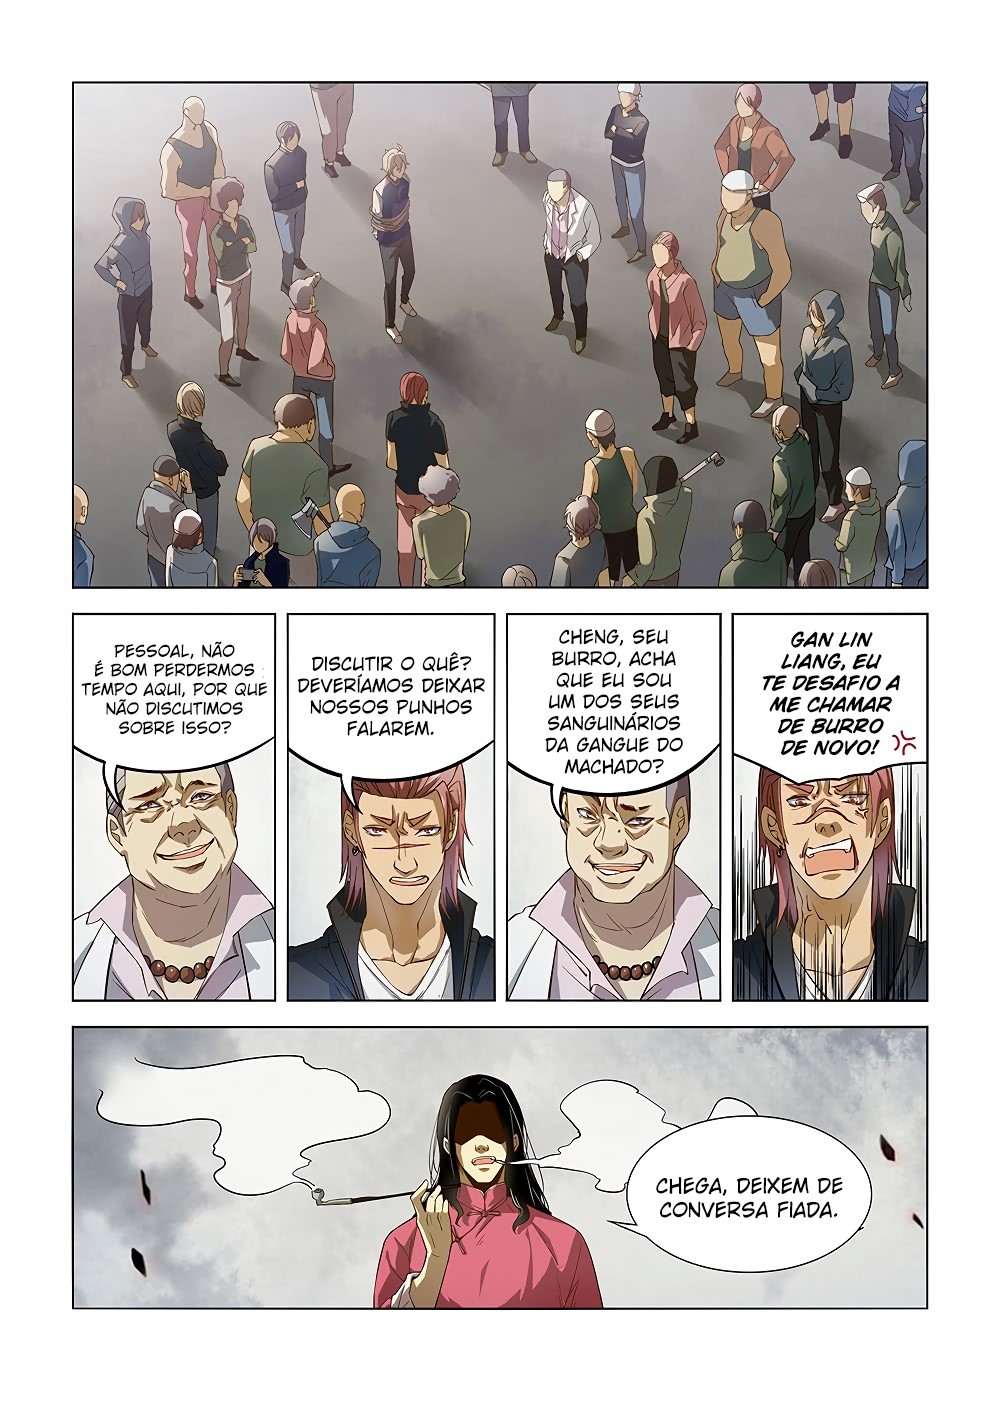 PESSOAL, NÃO
É BOM PERDERMOS
TEMPO AQUI, POR QUE
NÃO DISCUTIMOS
SOBRE ISSO?
DISCUTIR O QUÊ?
DEVERÍAMOS DEIXAR
NOSSOS PUNHOS
FALAREM.
CHENG, SEU
BURRO, ACHA
QUE EU SOU
UM DOS SEUS
SANGUINÁRIOS
DA GANGUE DO
MACHADO?
GAN LIN
LIANG, EU
TE DESAFIO A
ME CHAMAR
DE BURRO
DE NOVO!
CHEGA, DEIXEM DE
CONVERSA FIADA.